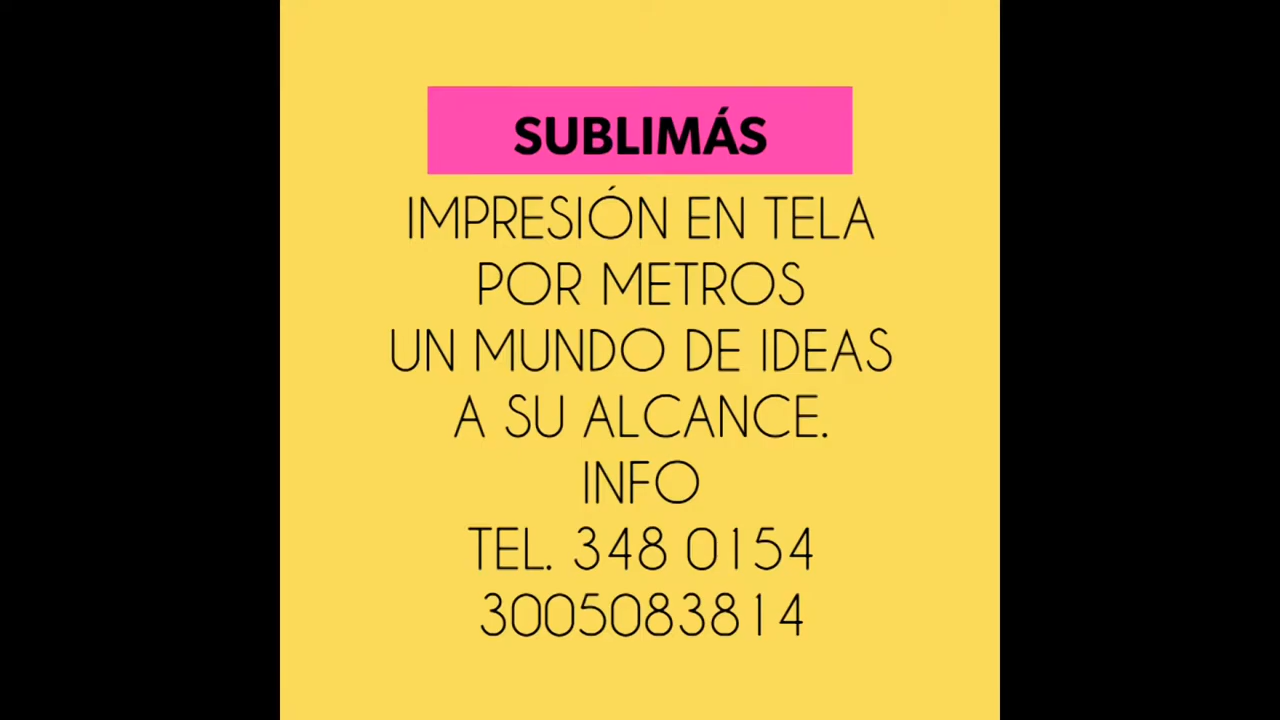 SUBLIMÁS
IMPRESIÓN EN TELA
POR METROS
UN MUNDO DE IDEAS
A SU ALCANCE.
INFO
TEL. 348 0154
3005083814